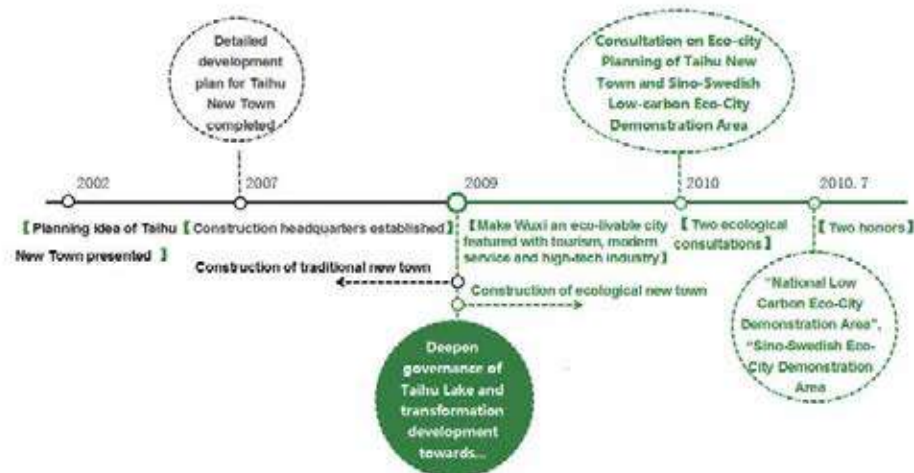 Detailed
development
plan for Taihu
New Town
completed
Consultation on Eco-city
Planning of Taihu New
Town and Sino-Swedish
Low-carbon Eco-City
Demonstration Area
2002
2007
2009
2010
2010. 7
【Planning idea of Taihu
New Town presented 】
【Construction headquarters established】
【Make Wuxi an eco-livable city
featured with tourism, modern
service and high-tech industry】
【Two ecological
consultations】
【Two honors】
Construction of traditional new town
Construction of ecological new town
"National Low
Carbon Eco-City
Demonstration Area",
"Sino-Swedish Eco-
City Demonstration
Area
Deepen
governance of
Taihu Lake and
transformation
development
towards...